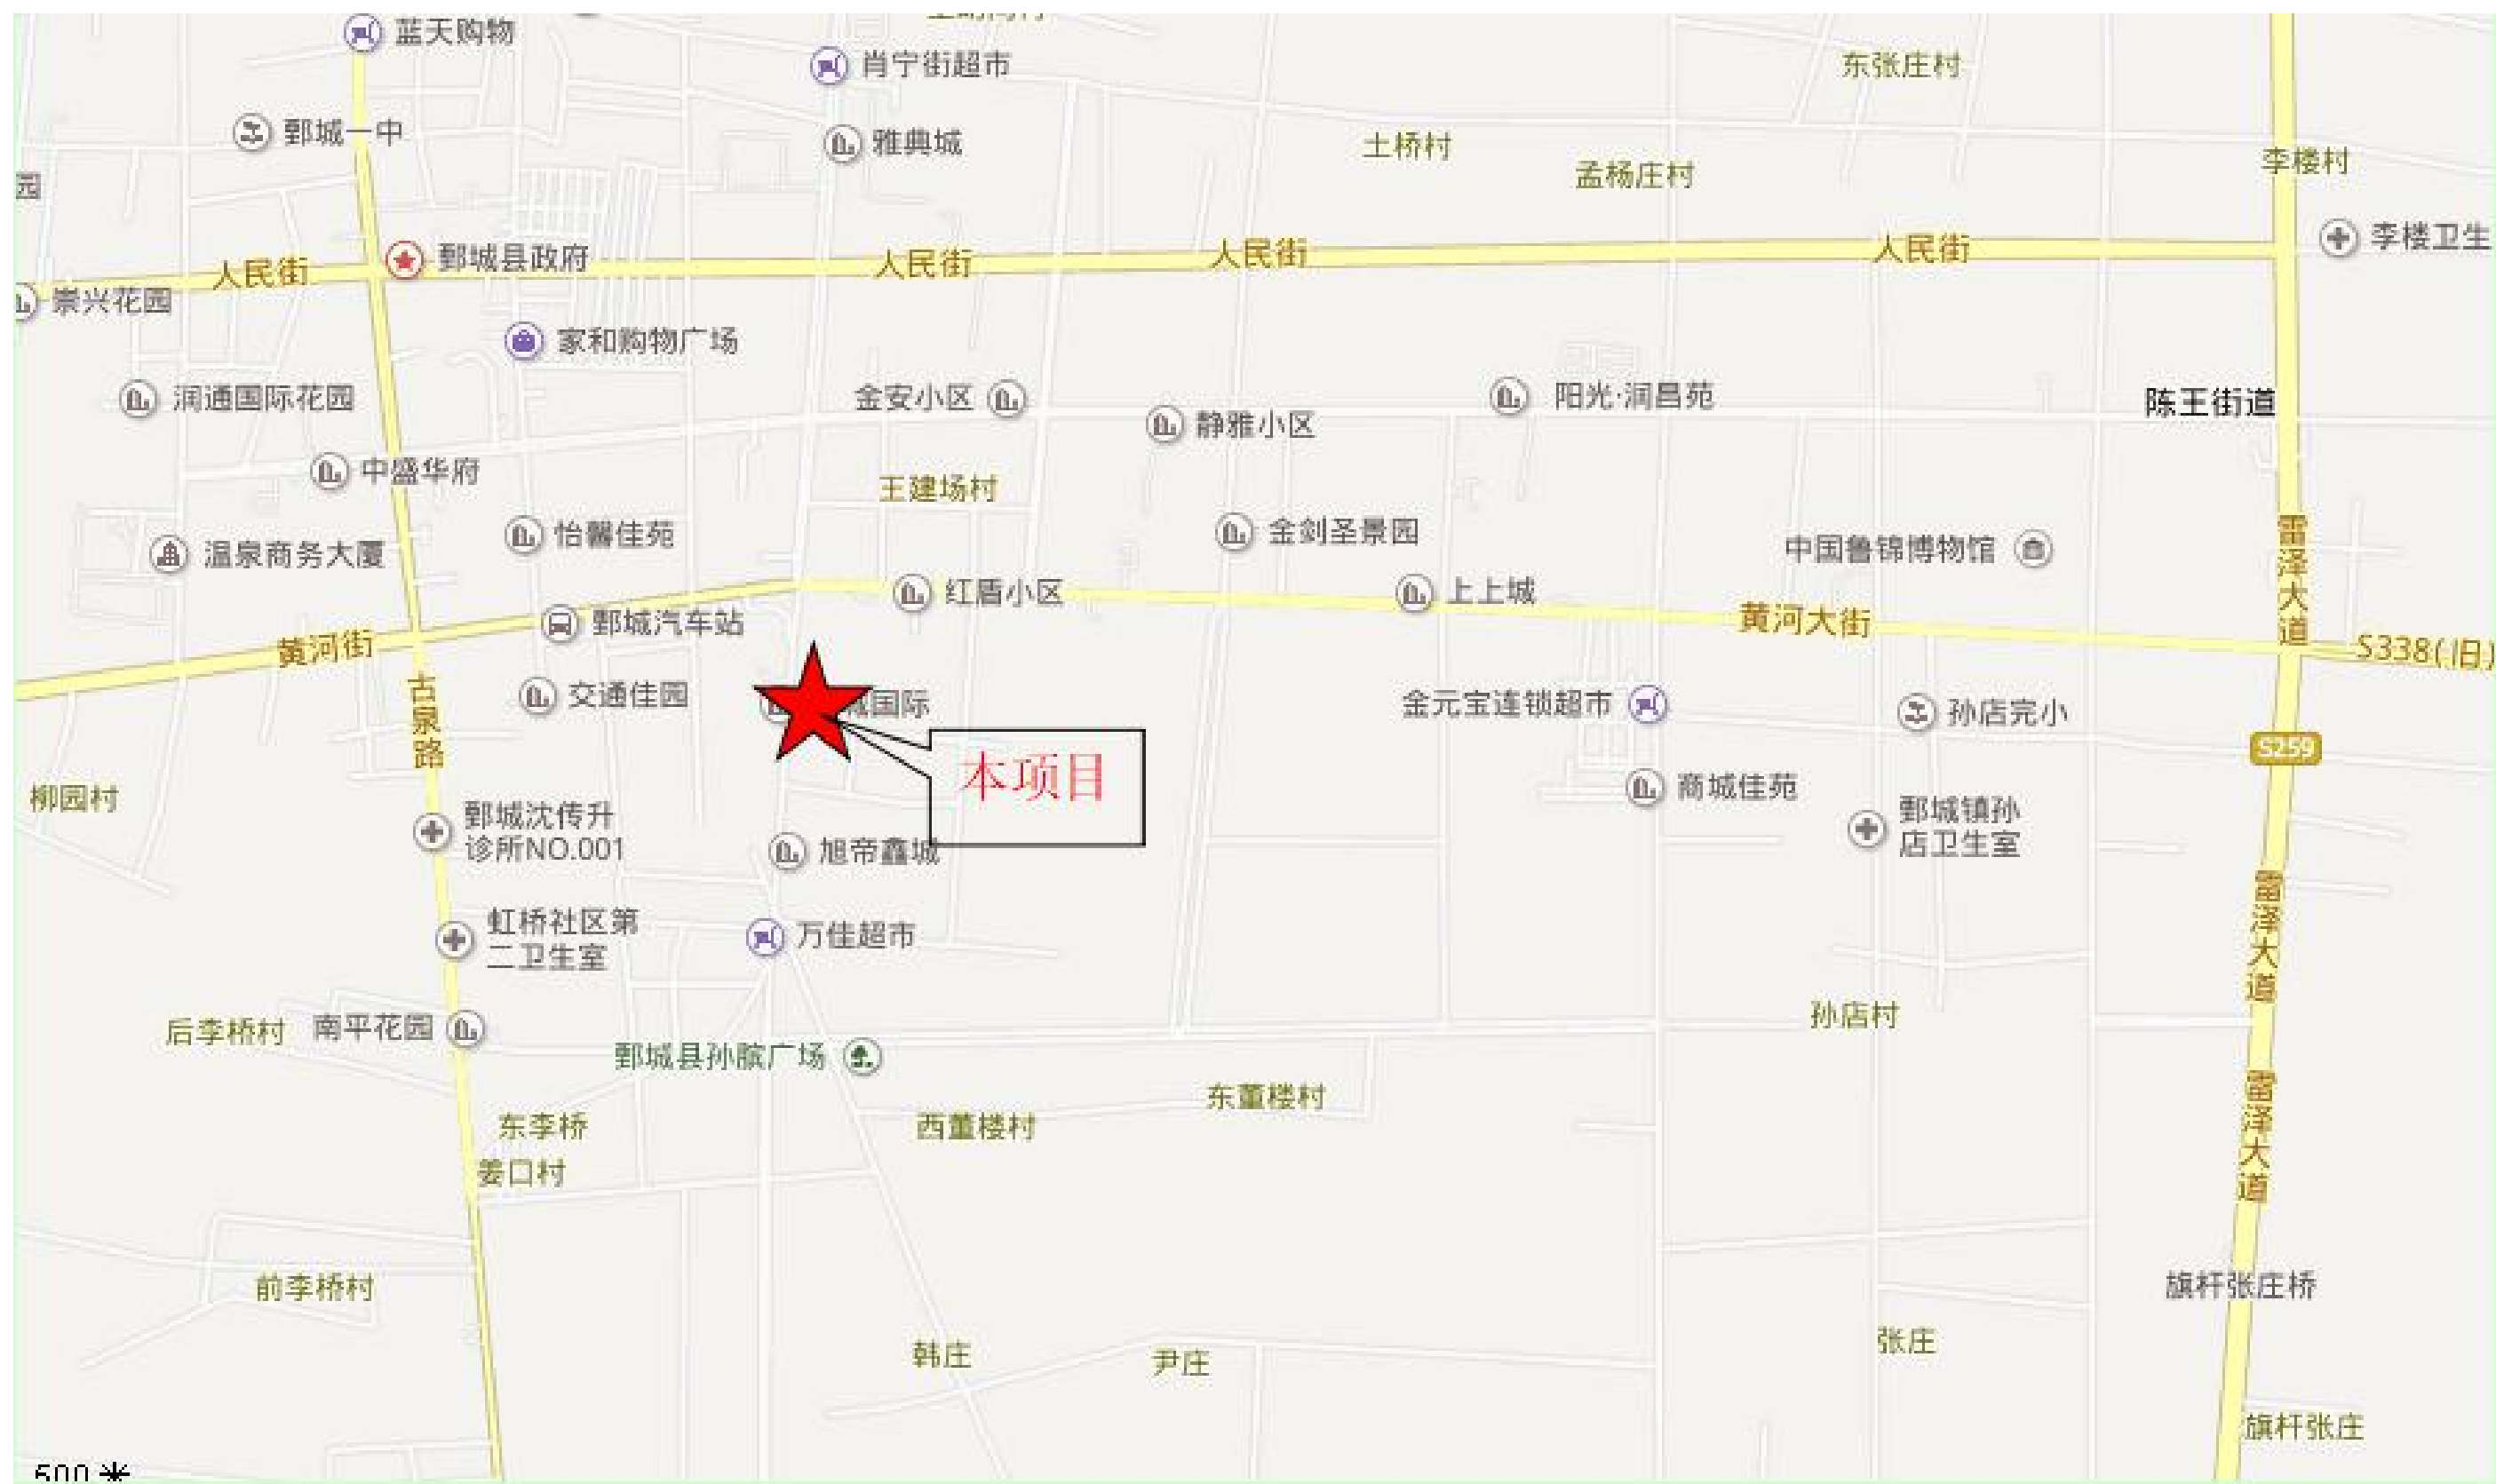 蓝天购物
肖宁街超市
东张庄村
鄄城一中
雅典城
土桥村
孟杨庄村
李楼村
园
人民街
鄄城县政府
人民街
人民街
人民街
李楼卫生
崇兴花园
家和购物广场
润通国际花园
金安小区
静雅小区
阳光·润昌苑
陈王街道
中盛华府
王建场村
温泉商务大厦
怡馨佳苑
金剑圣景园
中国鲁锦博物馆
雷泽大道
红盾小区
上上城
黄河大街
鄄城汽车站
黄河街
S338(旧)
古泉路
交通佳园
城国际
金元宝连锁超市
孙店完小
S259
本项目
柳园村
商城佳苑
鄄城沈传升
诊所NO.001
鄄城镇孙
店卫生室
旭帝鑫城
雷泽大道
虹桥社区第
二卫生室
万佳超市
后李桥村
南平花园
孙店村
鄄城县孙膑广场
东董楼村
雷泽大道
东李桥
西董楼村
姜口村
前李桥村
旗杆张庄桥
韩庄
尹庄
张庄
旗杆张庄
500 米